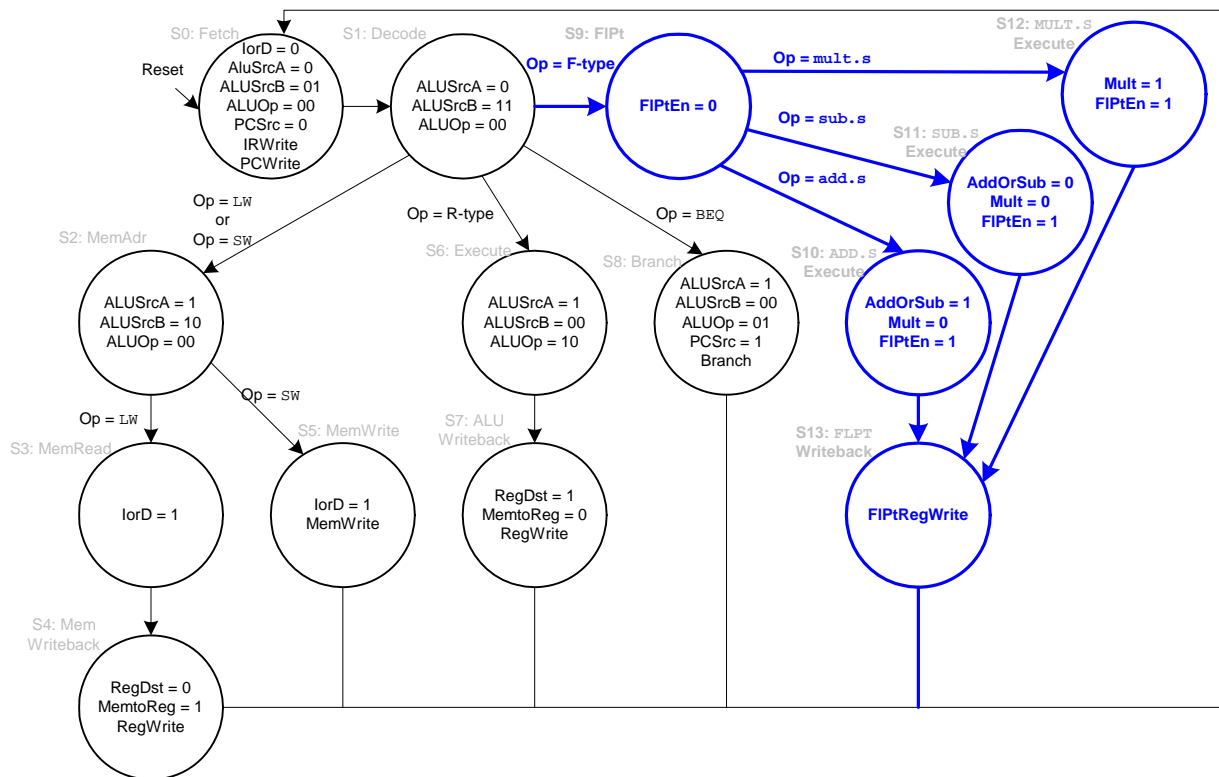 S0: Fetch
Reset
IorD = 0
AluSrcA = 0
ALUSrcB = 01
ALUOp = 00
PCSrc = 0
IRWrite
PCWrite
S1: Decode
ALUSrcA = 0
ALUSrcB = 11
ALUOp = 00
Op = F-type
S9: FlPt
FlPtEn = 0
Op = mult.s
S12: MULT.s
Execute
Mult = 1
FlPtEn = 1
Op = sub.s
S11: SUB.s
Execute
AddOrSub = 0
Mult = 0
FlPtEn = 1
Op = add.s
S10: ADD.s
Execute
AddOrSub = 1
Mult = 0
FlPtEn = 1
Op = LW
or
Op = SW
S2: MemAdr
ALUSrcA = 1
ALUSrcB = 10
ALUOp = 00
Op = R-type
S6: Execute
ALUSrcA = 1
ALUSrcB = 00
ALUOp = 10
Op = BEQ
S8: Branch
ALUSrcA = 1
ALUSrcB = 00
ALUOp = 01
PCSrc = 1
Branch
Op = LW
S3: MemRead
IorD = 1
Op = SW
S5: MemWrite
IorD = 1
MemWrite
S7: ALU
Writeback
RegDst = 1
MemtoReg = 0
RegWrite
S13: FLPT
Writeback
FlPtRegWrite
S4: Mem
Writeback
RegDst = 0
MemtoReg = 1
RegWrite